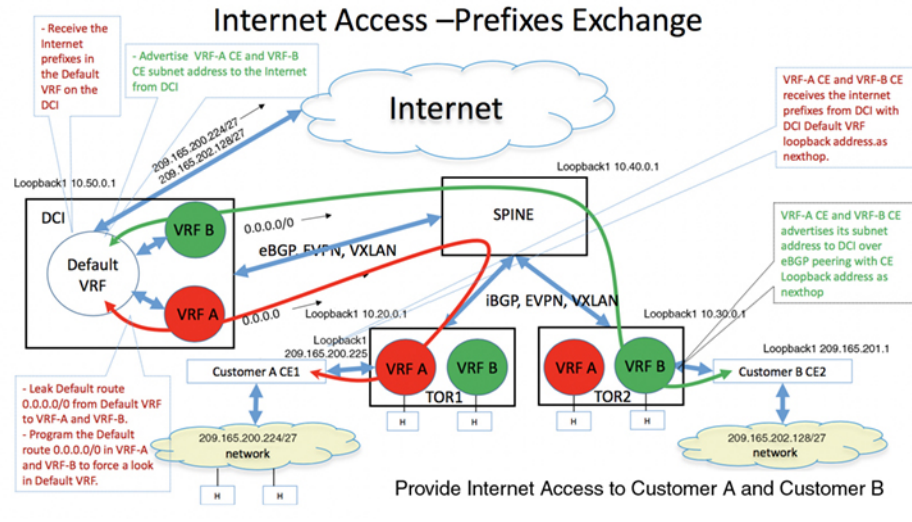 Internet Access –Prefixes Exchange
- Receive the
Internet
prefixes in
the Default
VRF on the
DCI
- Advertise VRF-A CE and VRF-B
CE subnet address to the Internet
from DCI
Internet
VRF-A CE and VRF-B CE
receives the internet
prefixes from DCI with
DCI Default VRF
loopback address.as
nexthop.
209.165.200.224/27
209.165.202.128/27
Loopback1 10.50.0.1
Loopback1 10.40.0.1
DCI
VRF B
Default
VRF
VRF A
0.0.0.0/0
eBGP, EVPN, VXLAN
0.0.0.0
SPINE
VRF-A CE and VRF-B CE
advertises its subnet
address to DCI over
eBGP peering with CE
Loopback address as
nexthop
iBGP, EVPN, VXLAN
Loopback1 10.20.0.1
Loopback1 10.30.0.1
Loopback1
209.165.200.225
Loopback1 209.165.201.1
Customer A CE1
VRF A
VRF B
TOR1
VRF A
VRF B
TOR2
Customer B CE2
H
H
H
H
- Leak Default route
0.0.0.0/0 from Default VRF
to VRF-A and VRF-B.
- Program the Default
route 0.0.0.0/0 in VRF-A
and VRF-B to force a look
in Default VRF.
209.165.200.224/27
network
H
H
209.165.202.128/27
network
Provide Internet Access to Customer A and Customer B